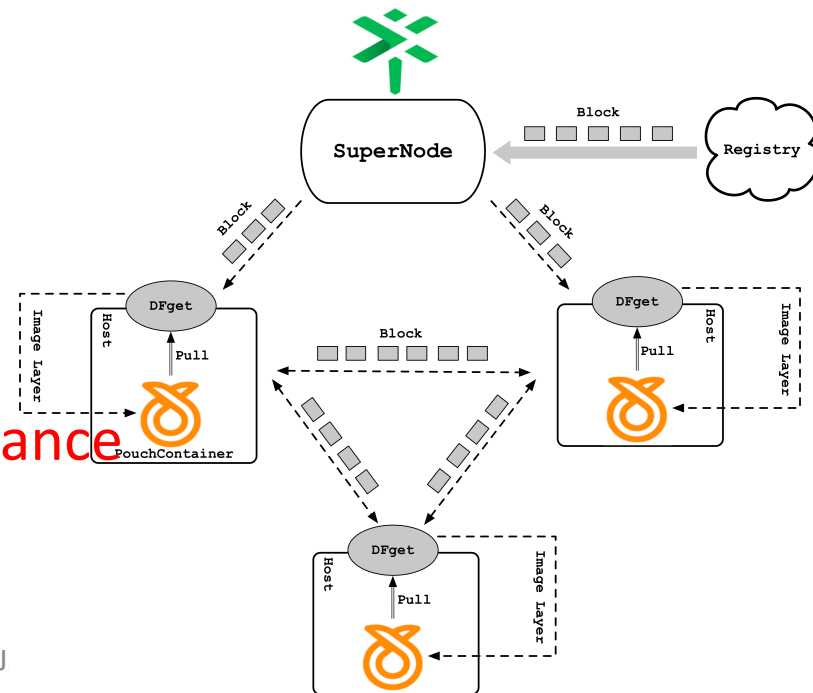 Block
SuperNode
Registry
Block
Block
DFget
DFget
Host
Pull
Image Layer
Host
Pull
Image Layer
Block
ance
PouchContainer
DFget
Host
Pull
Image Layer
J